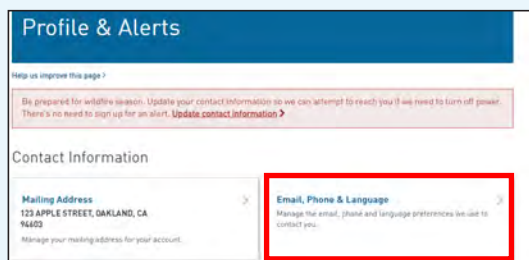 Profile & Alerts
Help us improve this page >
Be prepared for wildfire season. Update your contact information so we can attempt to reach you if we need to turn off power.
There's no need to sign up for an alert. Update contact information >
Contact Information
Mailing Address
123 APPLE STREET, OAKLAND, CA
94603
Manage your mailing address for your account.
Email, Phone & Language
Manage the email, phone and language preferences we use to
contact you.